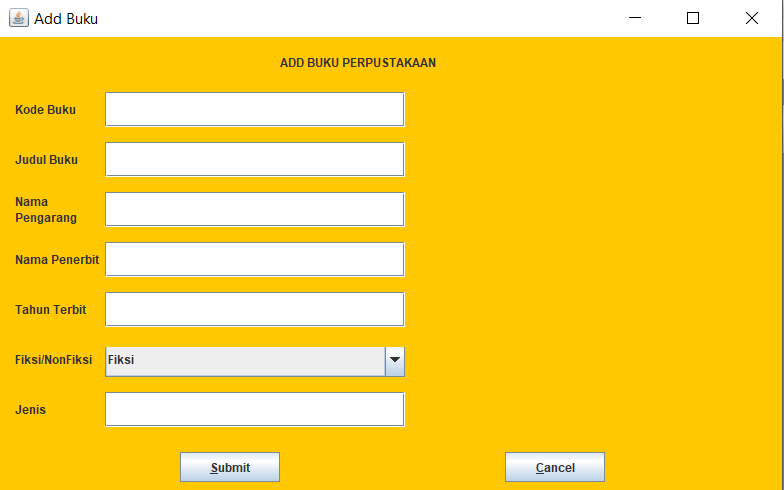 Add Buku
ADD BUKU PERPUSTAKAAN
Kode Buku
Judul Buku
Nama
Pengarang
Nama Penerbit
Tahun Terbit
Fiksi/NonFiksi Fiksi
Jenis
Submit Cancel